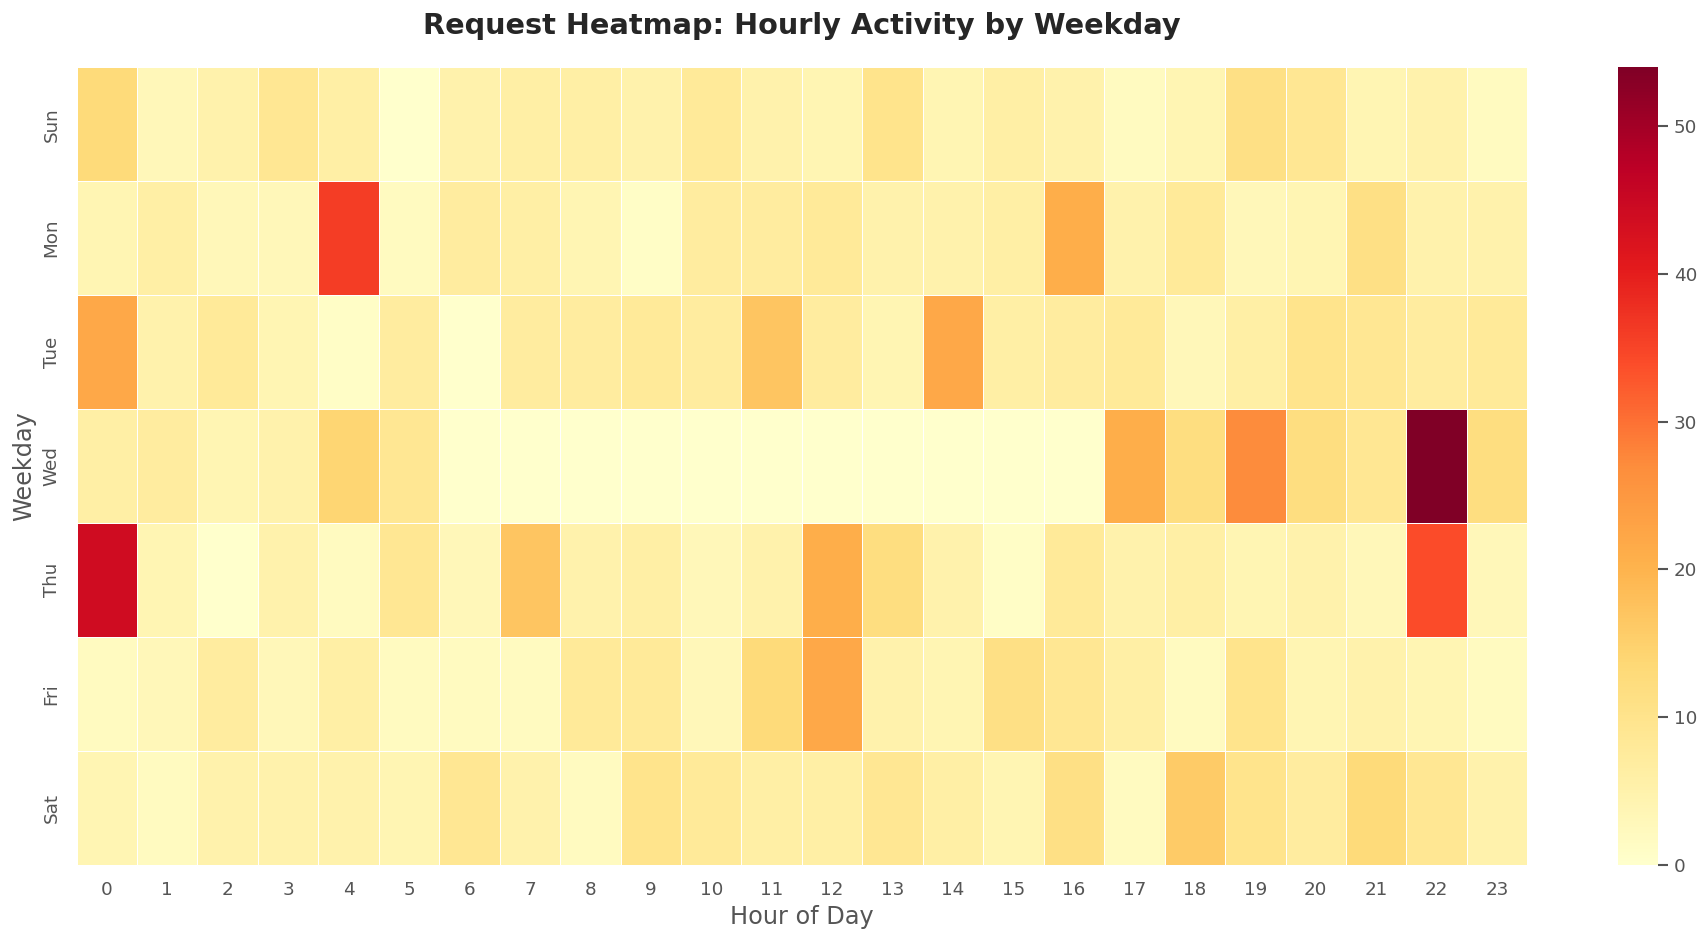 Request Heatmap: Hourly Activity by Weekday
Weekday
Sun
Mon
Tue
Wed
Thu
Fri
Sat
0 1 2 3 4 5 6 7 8 9 10 11 12 13 14 15 16 17 18 19 20 21 22 23
Hour of Day
50
40
30
20
10
0